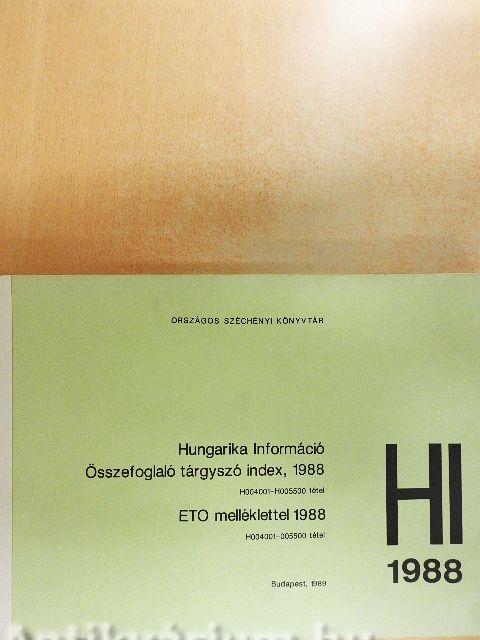 ORSZÁGOS SZÉCHÉNYI KÖNYVTÁR
Hungarika Információ
Összefoglaló tárgyszó index, 1988
H004001-H005500 tétel
ETO melléklettel 1988
H004001-005500 tétel
HI
1988
Budapest, 1989